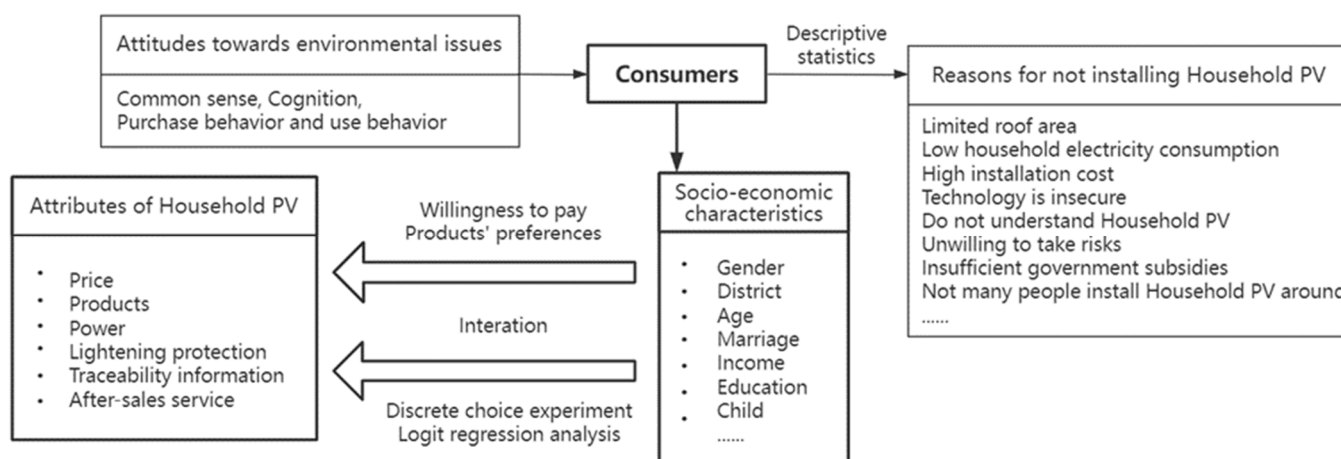 Attitudes towards environmental issues
Common sense, Cognition,
Purchase behavior and use behavior
Consumers
Descriptive
statistics
Reasons for not installing Household PV
Limited roof area
Low household electricity consumption
High installation cost
Technology is insecure
Do not understand Household PV
Unwilling to take risks
Insufficient government subsidies
Not many people install Household PV around
......
Attributes of Household PV
• Price
• Products
• Power
• Lightening protection
• Traceability information
• After-sales service
Willingness to pay
Products' preferences
Interation
Discrete choice experiment
Logit regression analysis
Socio-economic
characteristics
• Gender
• District
• Age
• Marriage
• Income
• Education
• Child
......